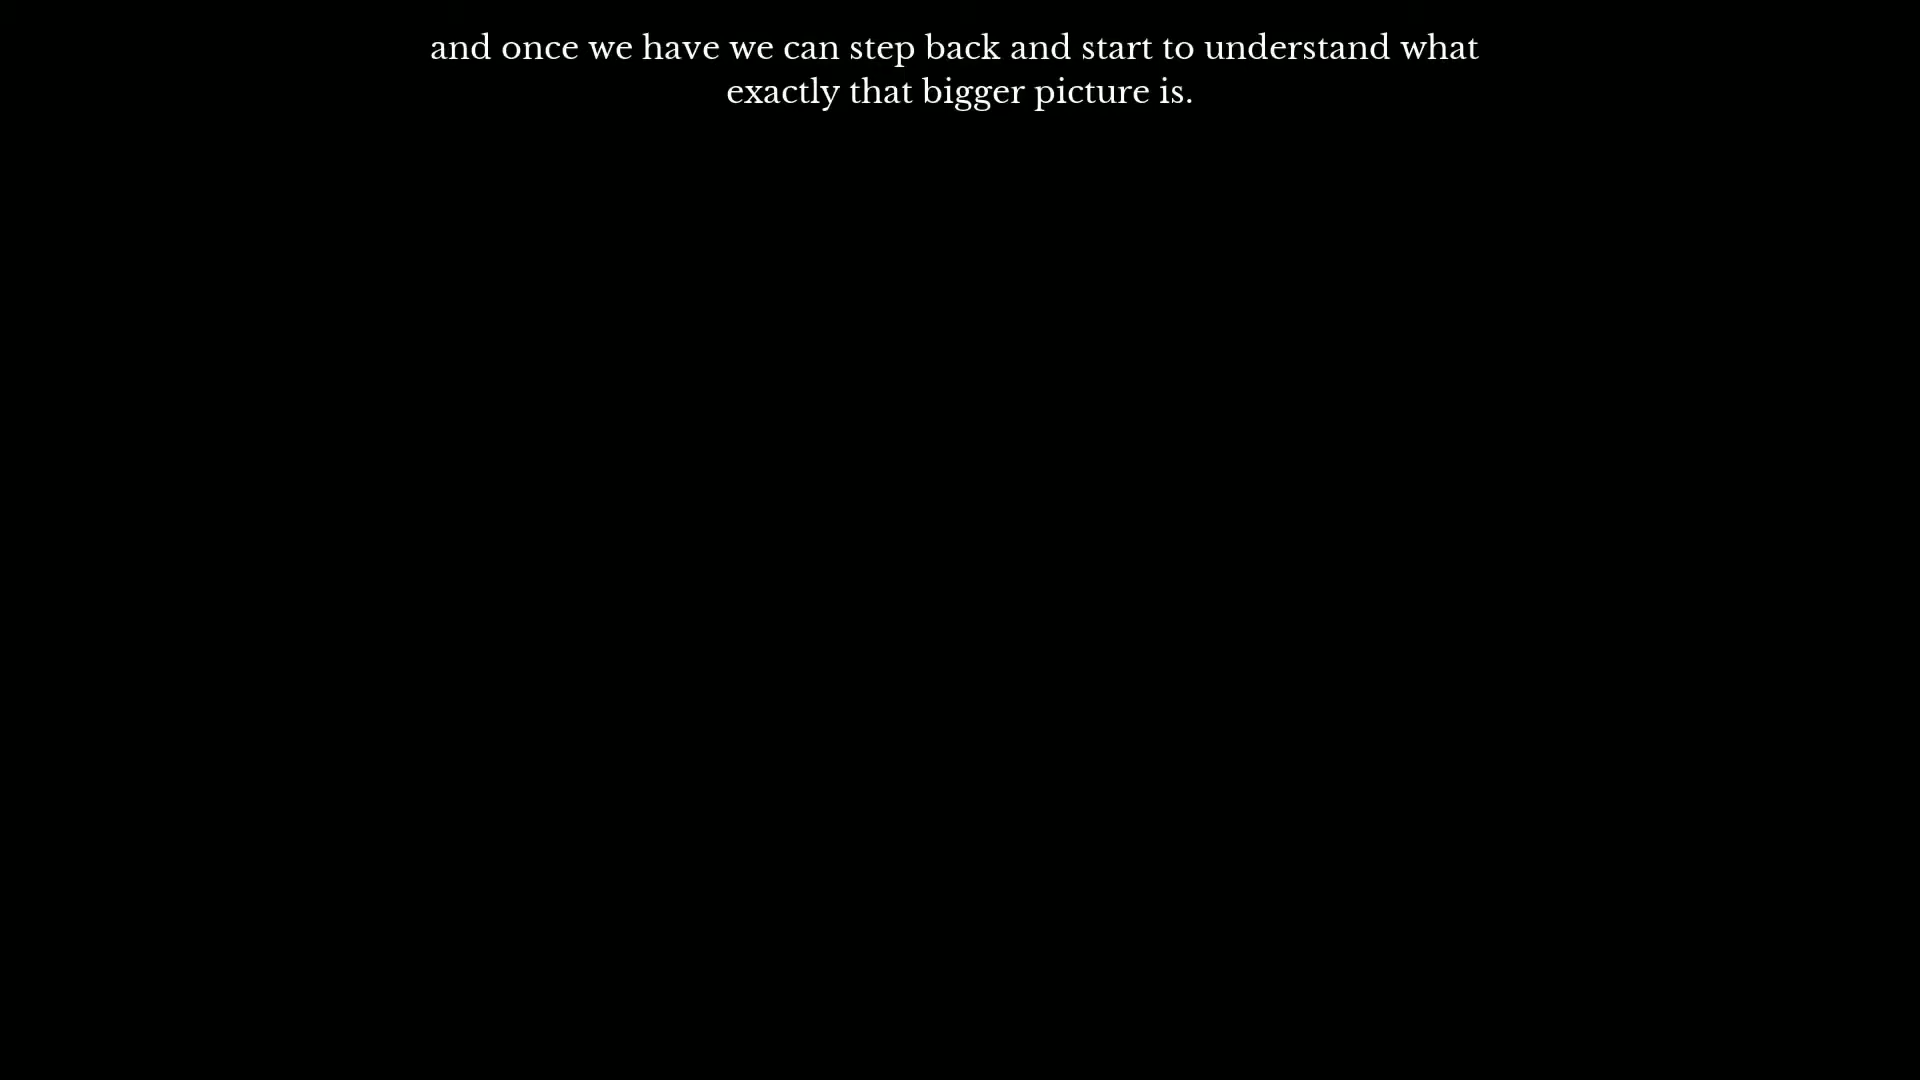 and once we have we can step back and start to understand what
exactly that bigger picture is.